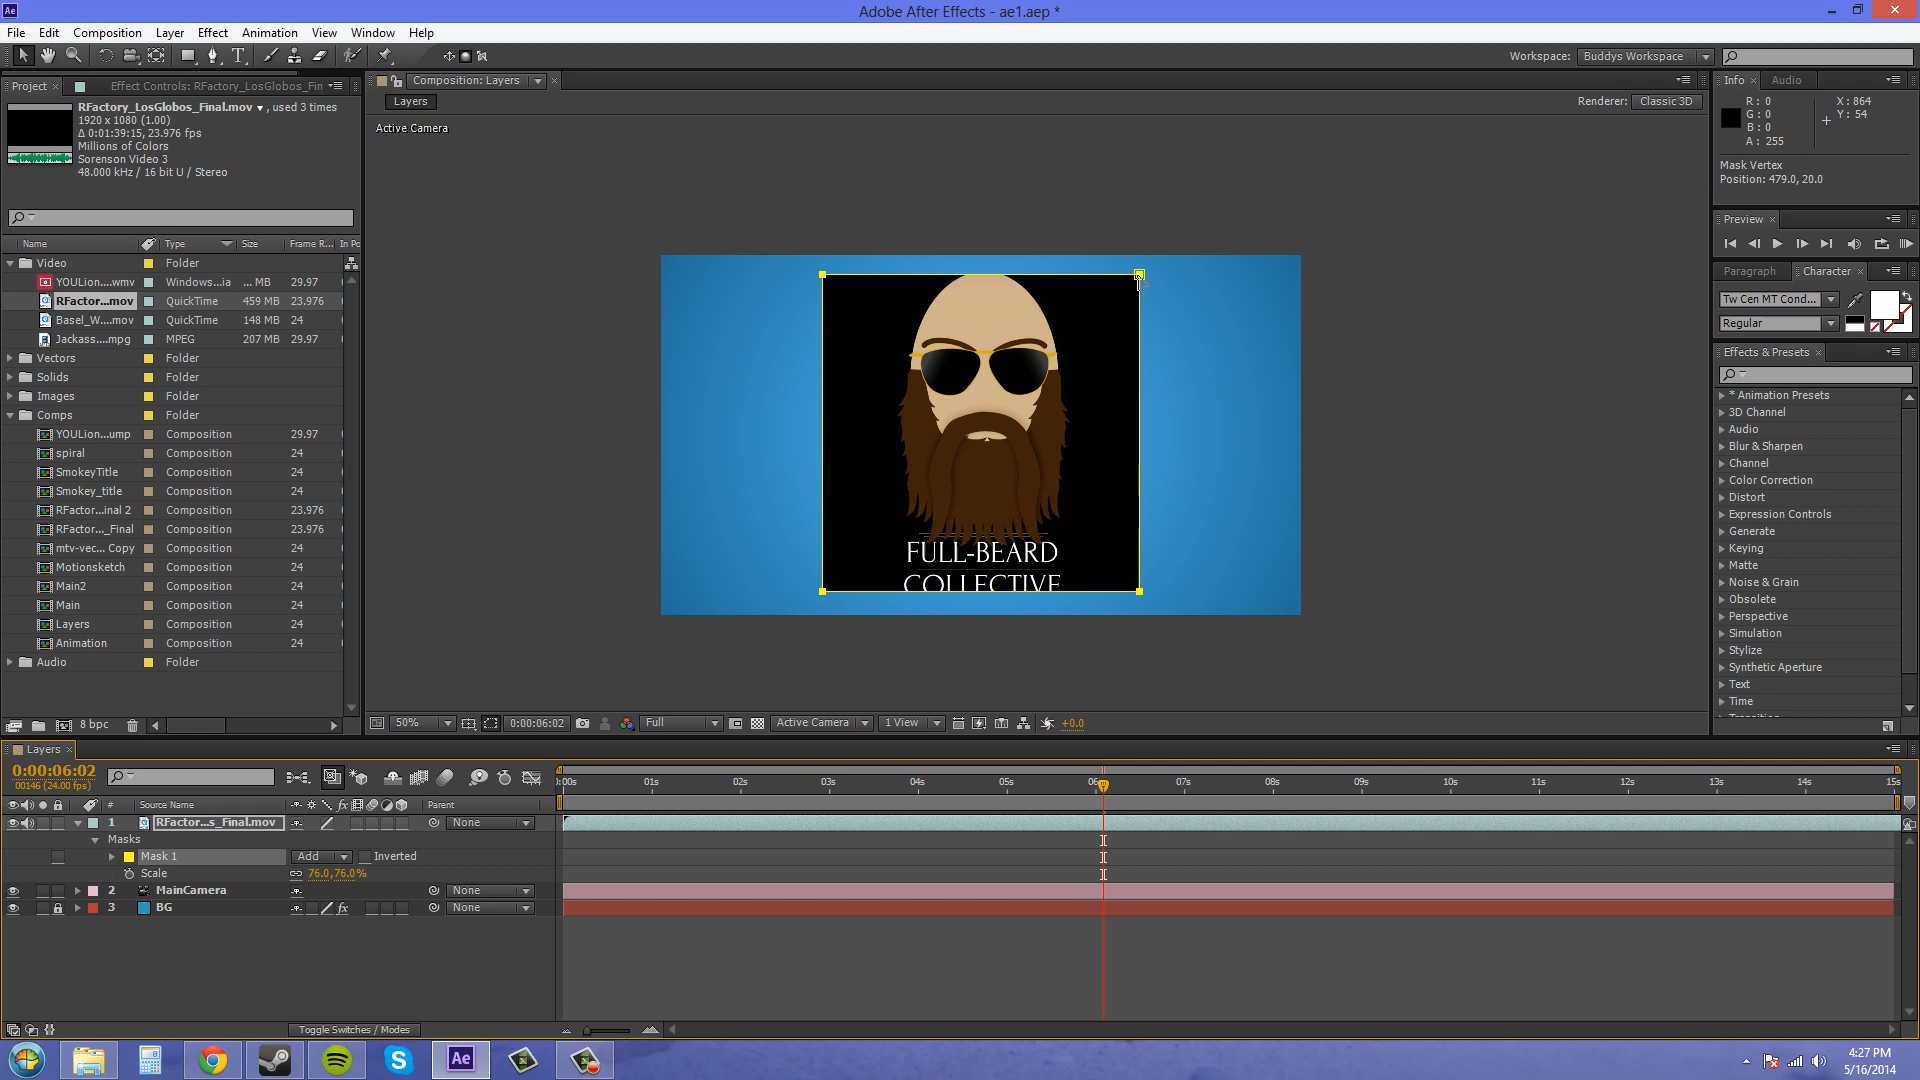 Ae
Adobe After Effects - ae1.aep *
File Edit Composition Layer Effect Animation View Window Help
Workspace: Buddys Workspace
Project
Effect Controls: RFactory_LosGlobos_Fin
RFactory_LosGlobos_Final.mov , used 3 times
1920 x 1080 (1.00)
Δ 0:01:39:15, 23.976 fps
Millions of Colors
Sorenson Video 3
48.000 kHz / 16 bit U / Stereo
Name Type Size Frame R... In Po
Video Folder
YOULion....wmv Windows...ia ... MB 29.97
RFactor...mov QuickTime 459 MB 23.976
Basel_W....mov QuickTime 148 MB 24
Jackass....mpg MPEG 207 MB 29.97
Vectors Folder
Solids Folder
Images Folder
Comps Folder
YOULion...ump Composition 29.97
spiral Composition 24
SmokeyTitle Composition 24
Smokey_title Composition 24
RFactor...inal 2 Composition 23.976
RFactor..._Final Composition 23.976
mtv-vec... Copy Composition 24
Motionsketch Composition 24
Main2 Composition 24
Main Composition 24
Layers Composition 24
Animation Composition 24
Audio Folder
8 bpc
Composition: Layers
Layers
Renderer: Classic 3D
Active Camera
FULL-BEARD
COLLECTIVE
50% 0:00:06:02 Full Active Camera 1 View +0.0
Info Audio
R: 0 X: 864
G: 0 Y: 54
B: 0
A: 255
Mask Vertex
Position: 479.0, 20.0
Preview
Paragraph Character
Tw Cen MT Cond...
Regular
Effects & Presets
* Animation Presets
3D Channel
Audio
Blur & Sharpen
Channel
Color Correction
Distort
Expression Controls
Generate
Keying
Matte
Noise & Grain
Obsolete
Perspective
Simulation
Stylize
Synthetic Aperture
Text
Time
Transition
Layers
0:00:06:02
00146 (24.00 fps)
:00s 01s 02s 03s 04s 05s 06s 07s 08s 09s 10s 11s 12s 13s 14s 15s
# Source Name fx Parent
1 RFactor...s_Final.mov None
Masks
Mask 1 Add Inverted
Scale 76.0,76.0%
2 MainCamera None
3 BG fx None
Toggle Switches / Modes
Ae
4:27 PM
5/16/2014